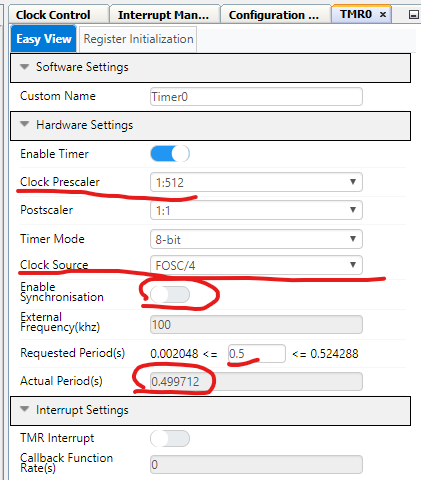 Clock Control Interrupt Man... Configuration ... TMR0 ×
Easy View Register Initialization
Software Settings
Custom Name Timer0
Hardware Settings
Enable Timer
Clock Prescaler 1:512
Postscaler 1:1
Timer Mode 8-bit
Clock Source FOSC/4
Enable
Synchronisation
External
Frequency(khz) 100
Requested Period(s) 0.002048 <= 0.5 <= 0.524288
Actual Period(s) 0.499712
Interrupt Settings
TMR Interrupt
Callback Function
Rate(s) 0